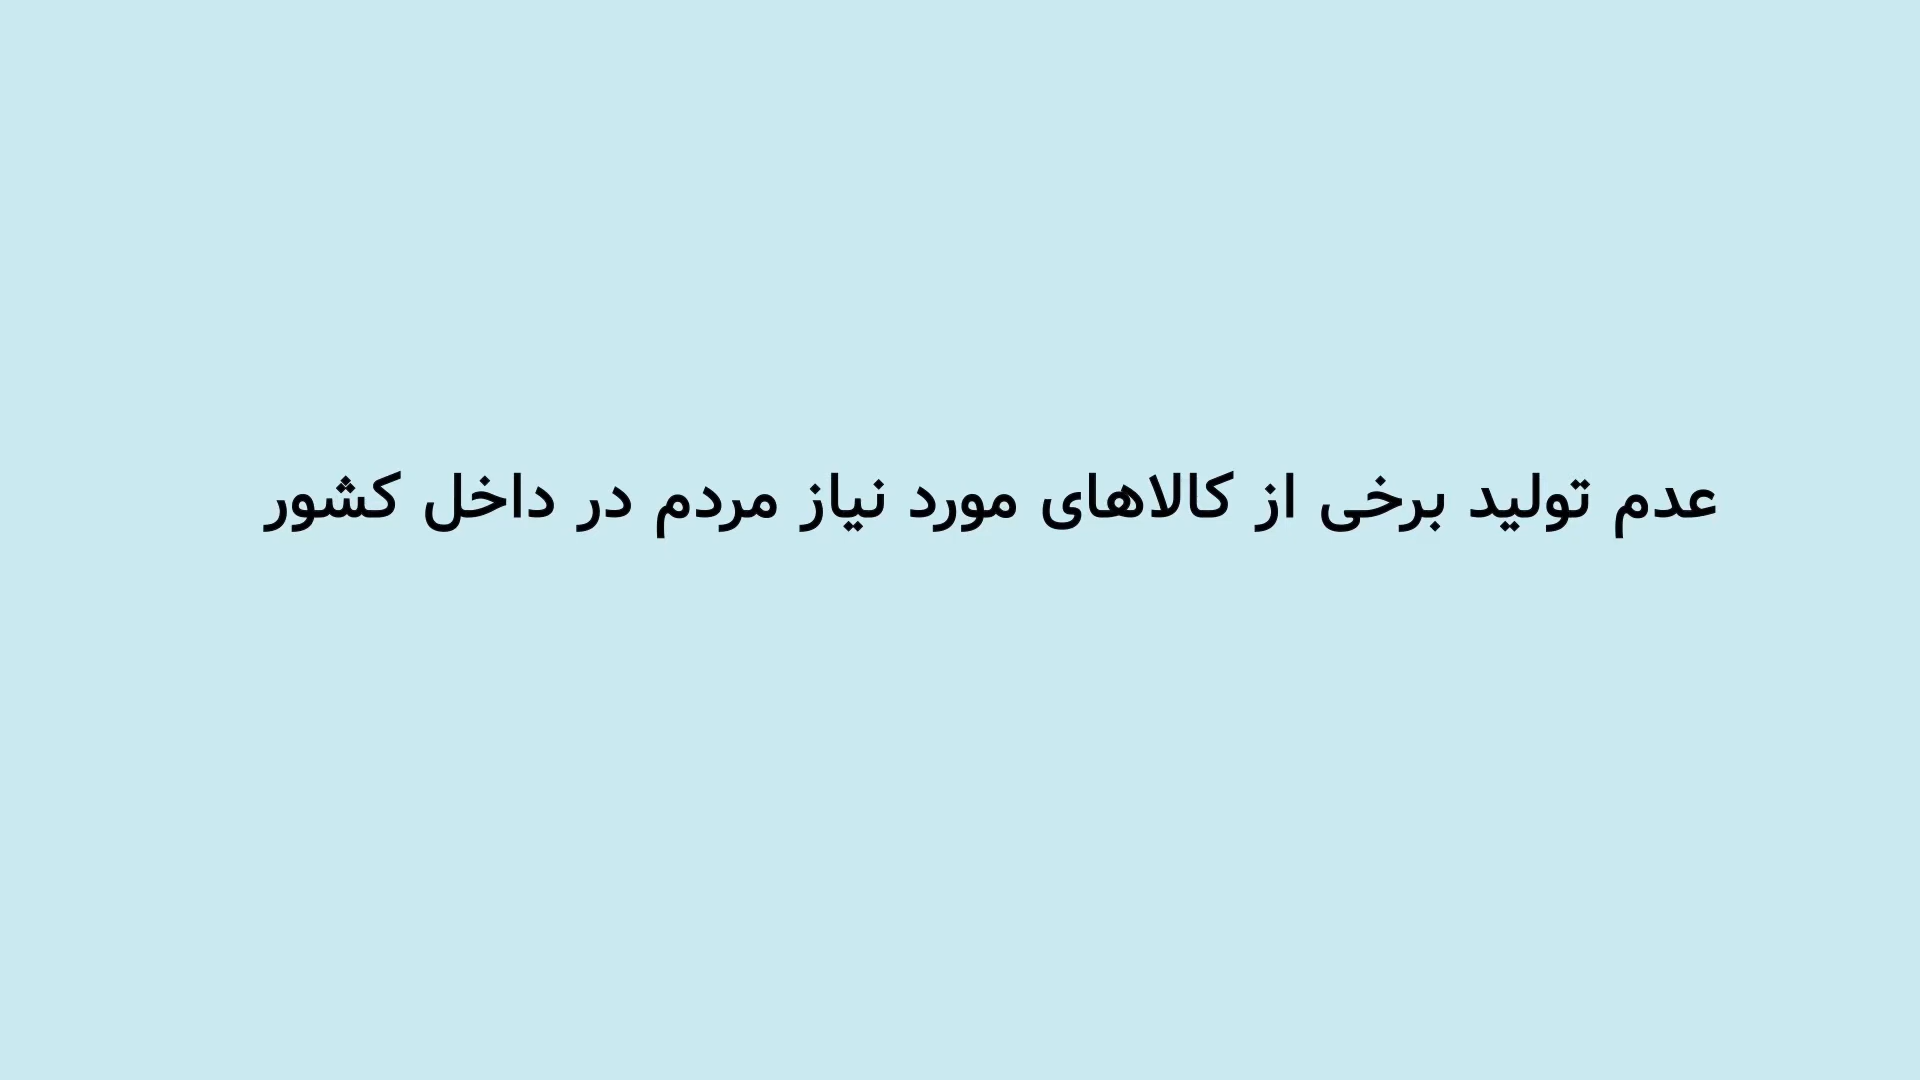 عدم تولید برخی از کالاهای مورد نیاز مردم در داخل کشور